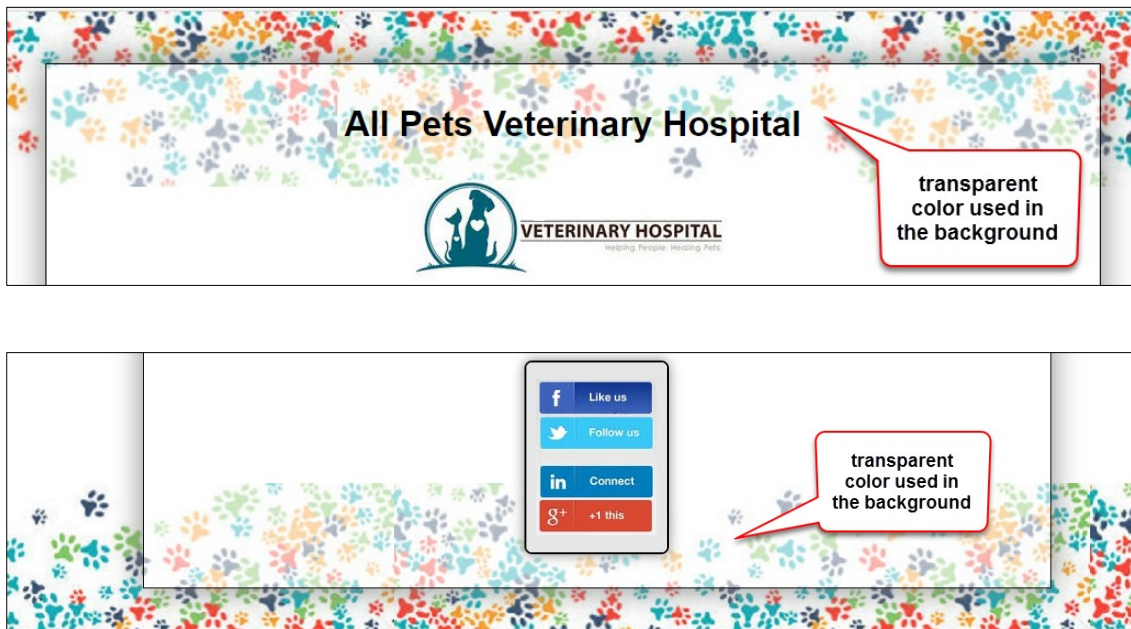 All Pets Veterinary Hospital
transparent
color used in
the background
VETERINARY HOSPITAL
Helping People. Healing Pets.
f Like us
Follow us
in Connect
g+ +1 this
transparent
color used in
the background